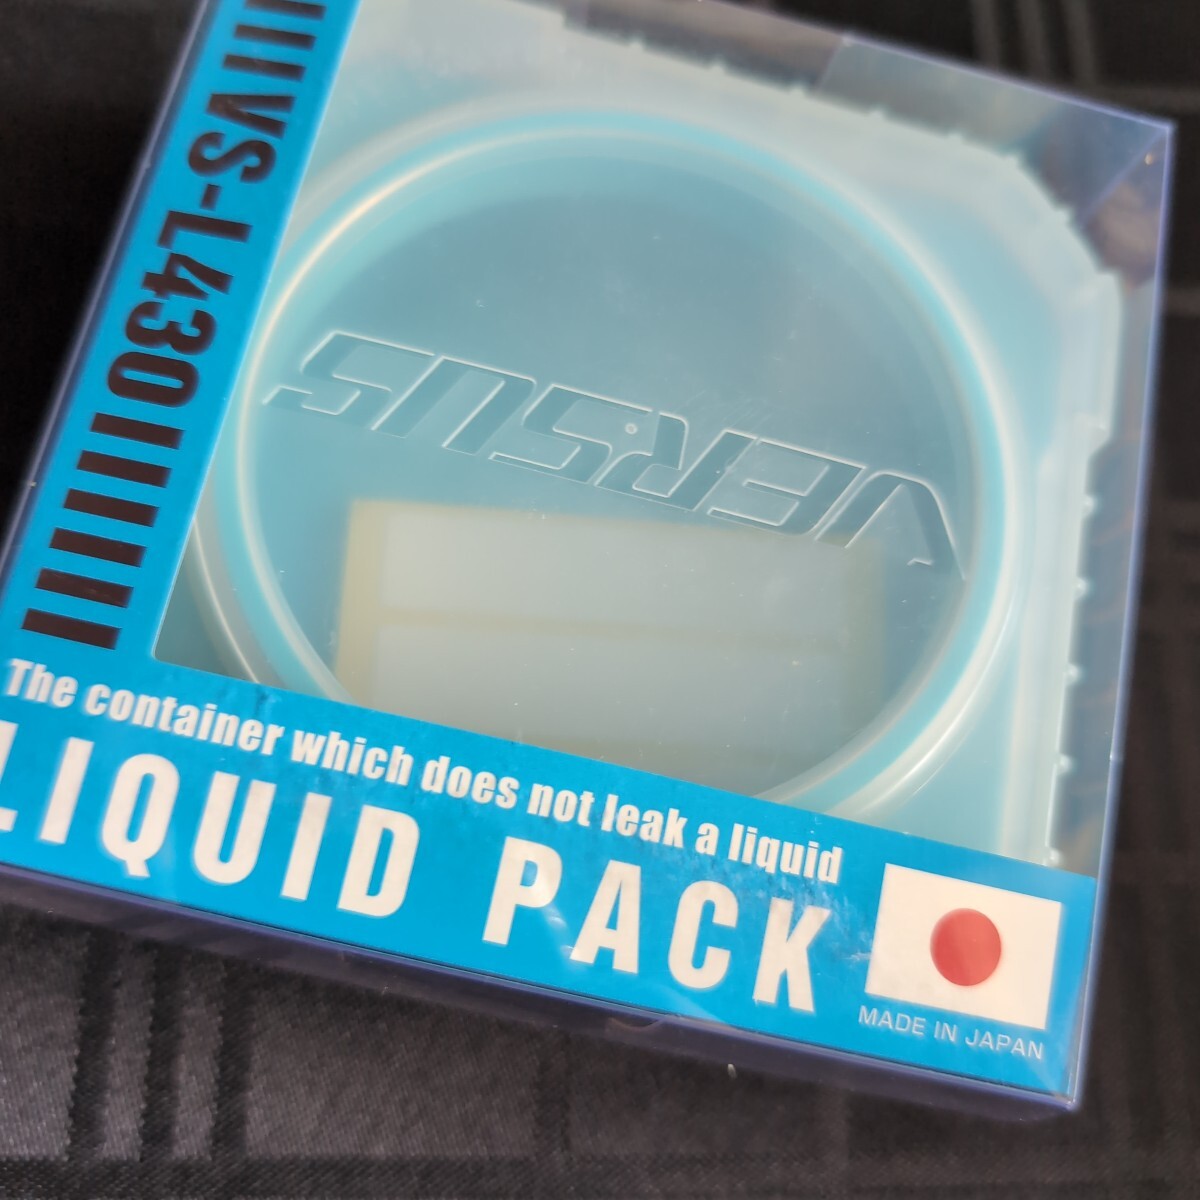 VS-L430
VERSUS
The container which does not leak a liquid
LIQUID PACK
MADE IN JAPAN